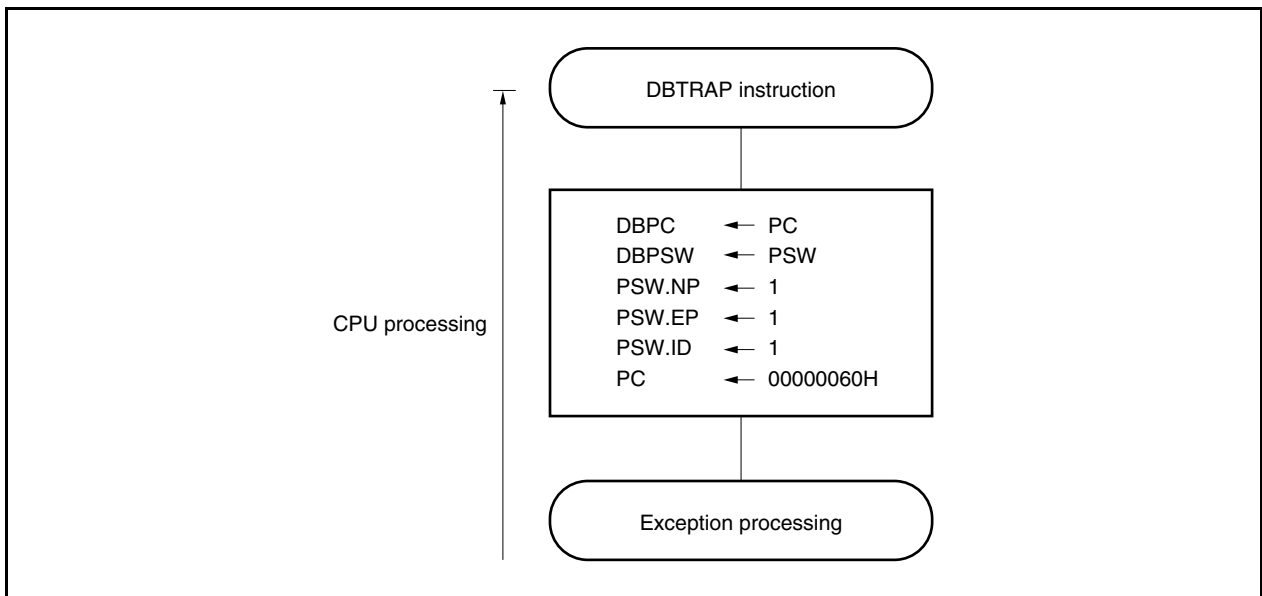 DBTRAP instruction
CPU processing
DBPC ← PC
DBPSW ← PSW
PSW.NP ← 1
PSW.EP ← 1
PSW.ID ← 1
PC ← 00000060H
Exception processing